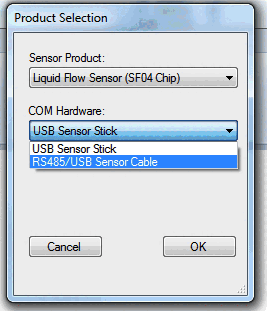 Product Selection
Sensor Product:
Liquid Flow Sensor (SF04 Chip)
COM Hardware:
USB Sensor Stick
USB Sensor Stick
RS485/USB Sensor Cable
Cancel
OK